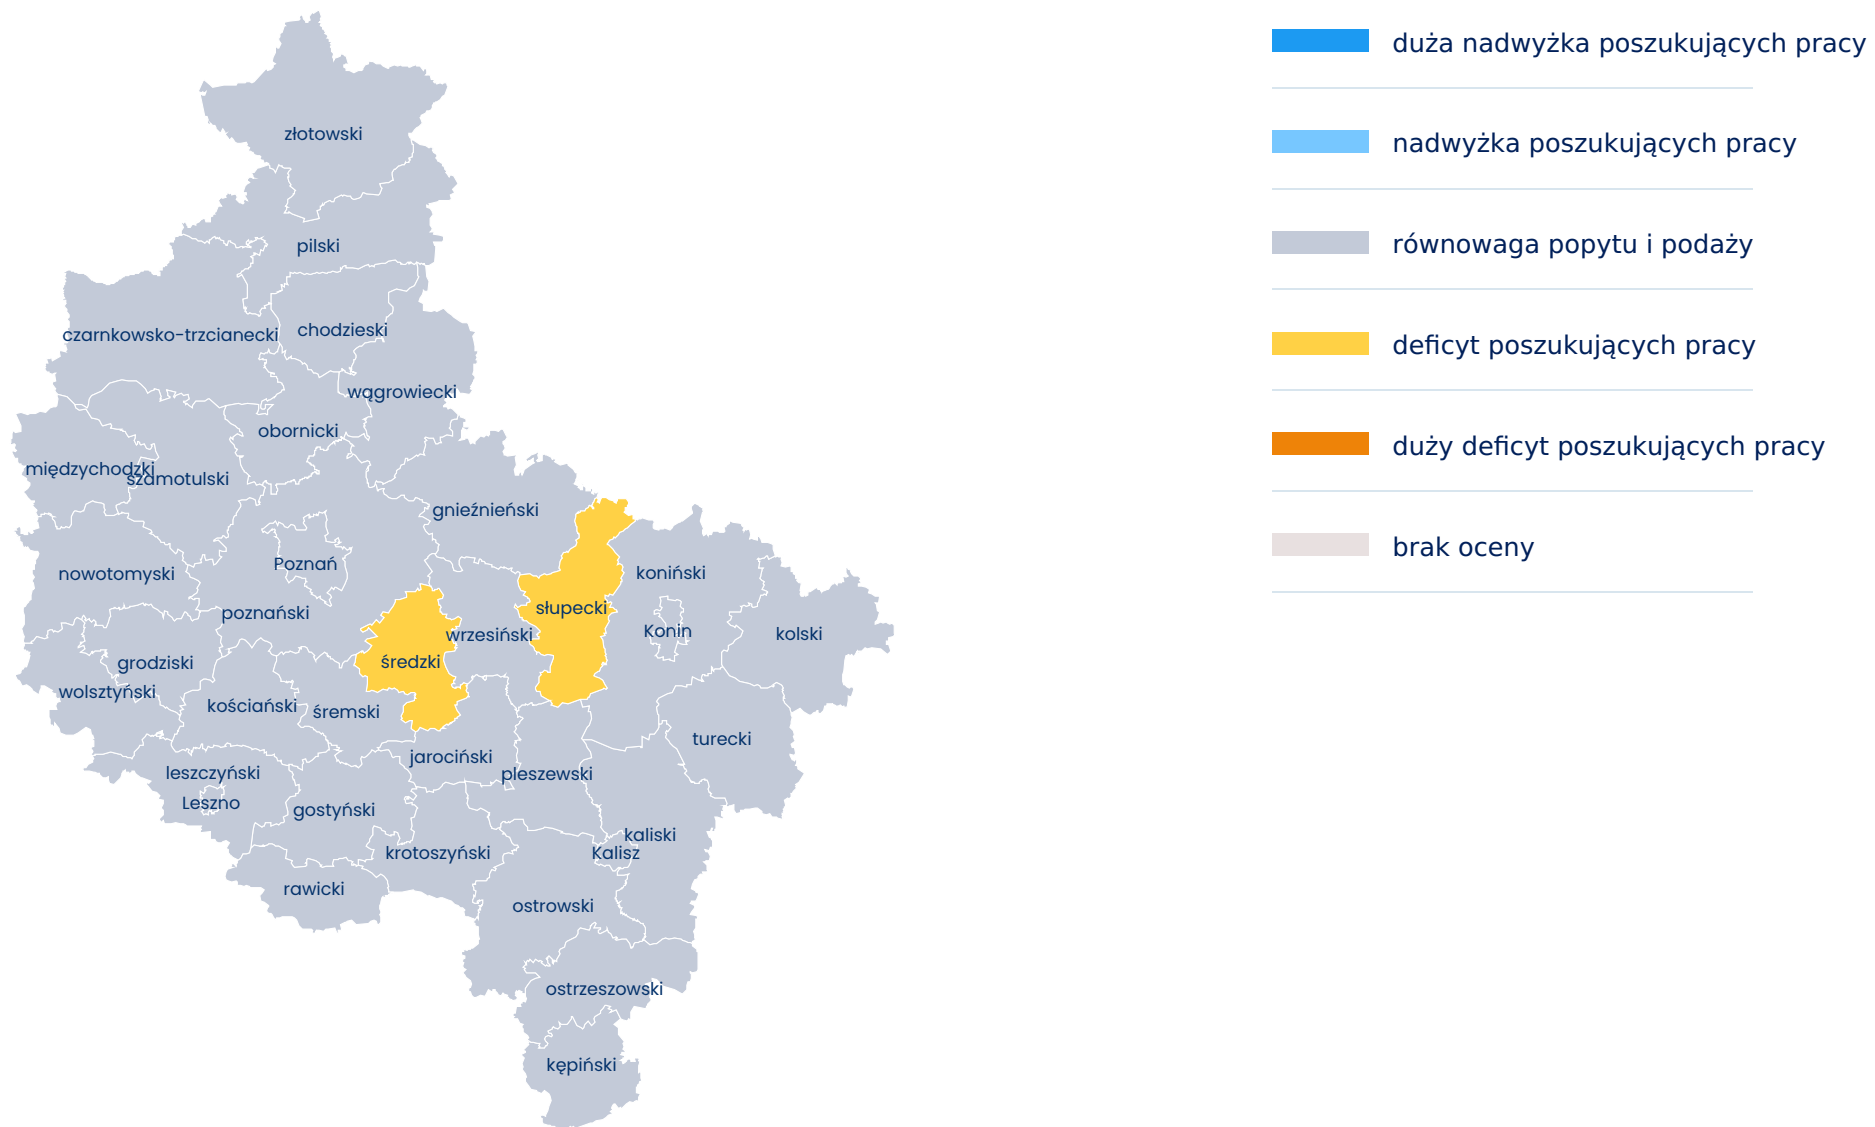 duża nadwyżka poszukujących pracy
nadwyżka poszukujących pracy
równowaga popytu i podaży
deficyt poszukujących pracy
duży deficyt poszukujących pracy
brak oceny
złotowski
pilski
czarnkowsko-trzcianecki
chodzieski
wągrowiecki
obornicki
międzychodzki
szamotulski
gnieźnieński
Poznań
nowotomyski
koniński
słupecki
poznański
Konin
wrzesiński
kolski
średzki
grodziski
wolsztyński
kościański
śremski
turecki
jarociński
leszczyński
pleszewski
Leszno
gostyński
kaliski
krotoszyński
Kalisz
rawicki
ostrowski
ostrzeszowski
kępiński